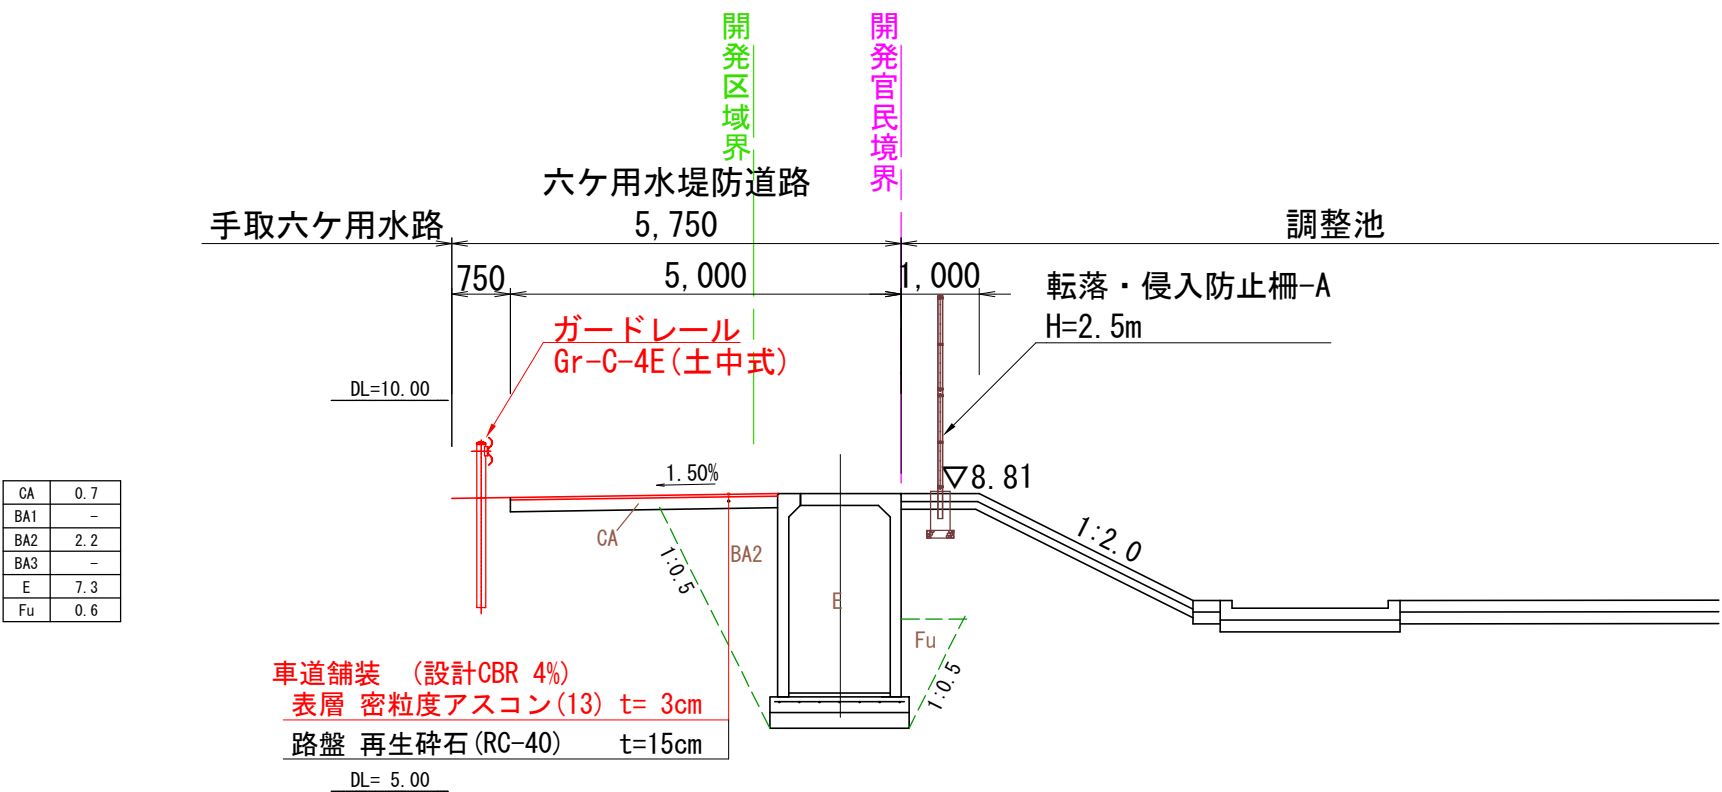 開発区域界
開発官民境界
六ケ用水堤防道路
手取六ケ用水路
5,750
調整池
750
5,000
1,000
転落・侵入防止柵-A
H=2.5m
ガードレール
Gr-C-4E(土中式)
DL=10.00
1.50%
▽8.81
CA 0.7
BA1 -
BA2 2.2
BA3 -
E 7.3
Fu 0.6
CA
BA2
1:0.5
1:2.0
E
Fu
1:0.5
車道舗装 (設計CBR 4%)
表層 密粒度アスコン(13) t= 3cm
路盤 再生砕石(RC-40) t=15cm
DL= 5.00